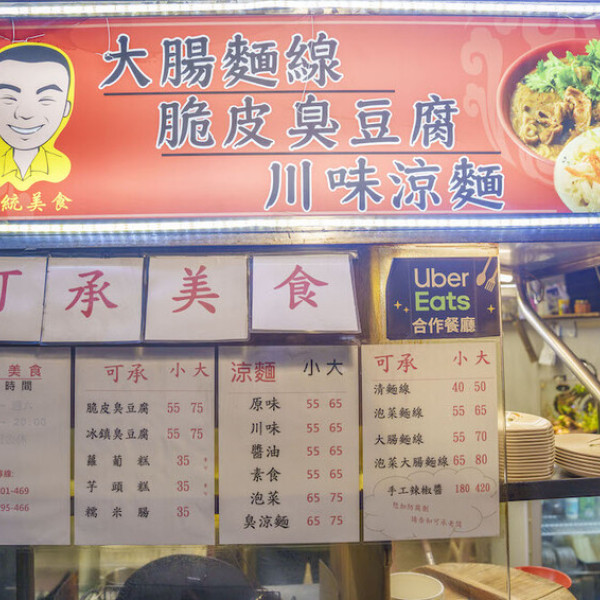 大腸麵線
脆皮臭豆腐
川味涼麵
統美食
可承美食
Uber
Eats
合作餐廳
美食
時間
20:00
01-469
95-466
可承 小 大
脆皮臭豆腐 55 75
冰鎮臭豆腐 55 75
蘿蔔糕 35
芋頭糕 35
糯米腸 35
涼麵 小 大
原味 55 65
川味 55 65
醬油 55 65
素食 55 65
泡菜 65 75
臭涼麵 65 75
可承 小 大
清麵線 40 50
泡菜麵線 55 65
大腸麵線 55 70
泡菜大腸麵線 65 80
手工辣椒醬 180 420